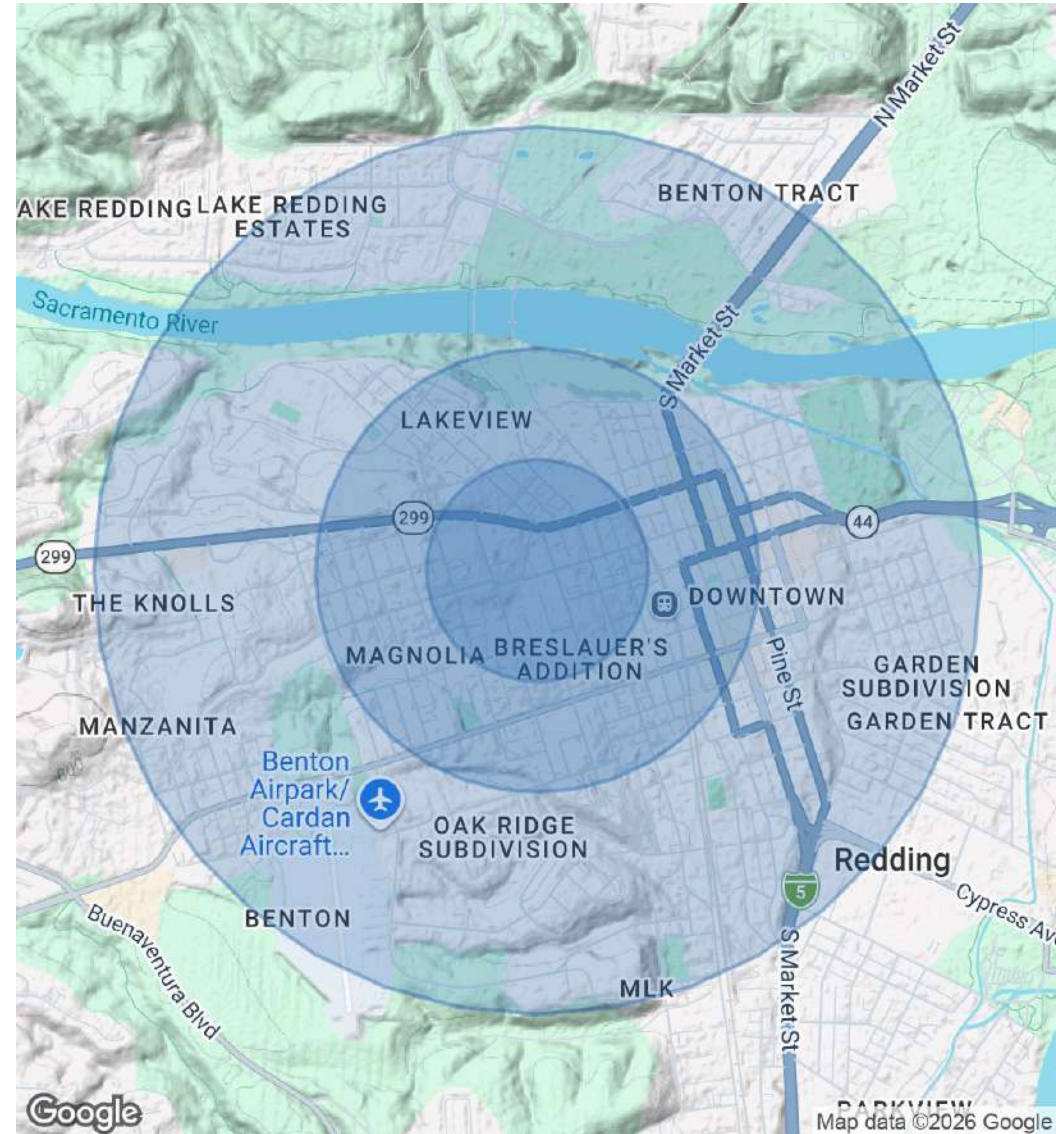 N Market St
BENTON TRACT
AKE REDDING
LAKE REDDING
ESTATES
Sacramento River
S Market St
LAKEVIEW
299
299
44
THE KNOLLS
DOWNTOWN
MAGNOLIA
BRESLAUER'S
ADDITION
Pine St
GARDEN
SUBDIVISION
GARDEN TRACT
MANZANITA
Benton
Airpark/
Cardan
Aircraft...
OAK RIDGE
SUBDIVISION
Redding
5
Cypress Ave
BENTON
Buenaventura Blvd
S Market St
MLK
PARKVIEW
Google
Map data ©2026 Google